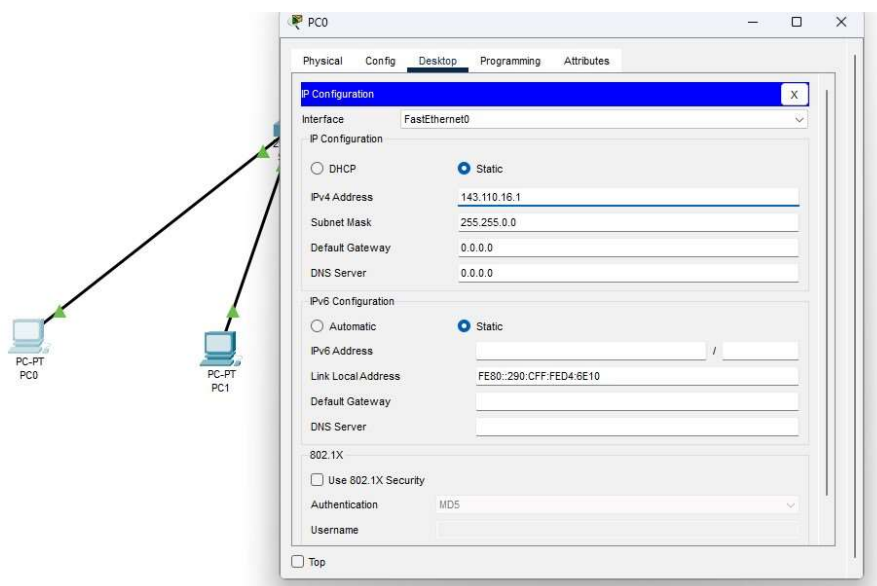 PC0
Physical Config Desktop Programming Attributes
IP Configuration X
Interface FastEthernet0
IP Configuration
DHCP Static
IPv4 Address 143.110.16.1
Subnet Mask 255.255.0.0
Default Gateway 0.0.0.0
DNS Server 0.0.0.0
IPv6 Configuration
Automatic Static
IPv6 Address /
Link Local Address FE80::290:CFF:FED4:6E10
Default Gateway
DNS Server
802.1X
Use 802.1X Security
Authentication MD5
Username
Top
PC-PT
PC0
PC-PT
PC1